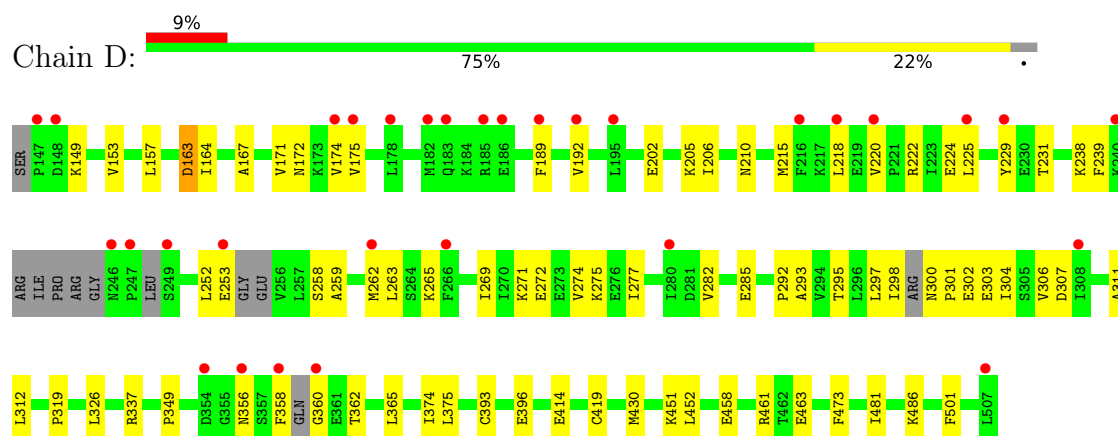 9%
Chain D:
75% 22% •
SER P147 D148 K149 V153 L157 D163 I164 A167 V171 N172 K173 V174 V175 L178 M182 Q183 K184 R185 E186 F189 V192 L195 E202 K205 I206 N210 M215 F216 K217 L218 E219 V220 P221 R222 I223 E224 L225 Y229 E230 T231 K238 F239 K240
ARG ILE PRO ARG GLY N246 P247 LEU S249 L252 E253 GLY GLU V256 L257 S258 A259 M262 L263 S264 K265 F266 I269 I270 K271 E272 E273 V274 K275 E276 I277 I280 D281 V282 E285 P292 A293 V294 T295 L296 L297 I298 ARG N300 P301 E302 E303 I304 S305 V306 D307 I308 A311
L312 P319 L326 R337 P349 D354 G355 N356 S357 F358 GLN G360 E361 T362 L365 I374 L375 C393 E396 E414 C419 M430 K451 L452 E458 R461 T462 E463 F473 I481 K486 F501 L507